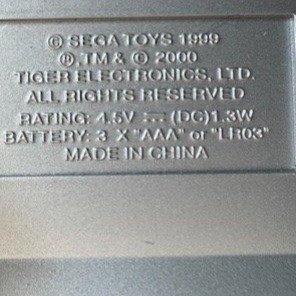 © SEGA TOYS 1999
®,TM & © 2000
TIGER ELECTRONICS, LTD.
ALL RIGHTS RESERVED
RATING: 4.5V ⎓ (DC)1.3W
BATTERY: 3 X "AAA" or "LR03"
MADE IN CHINA